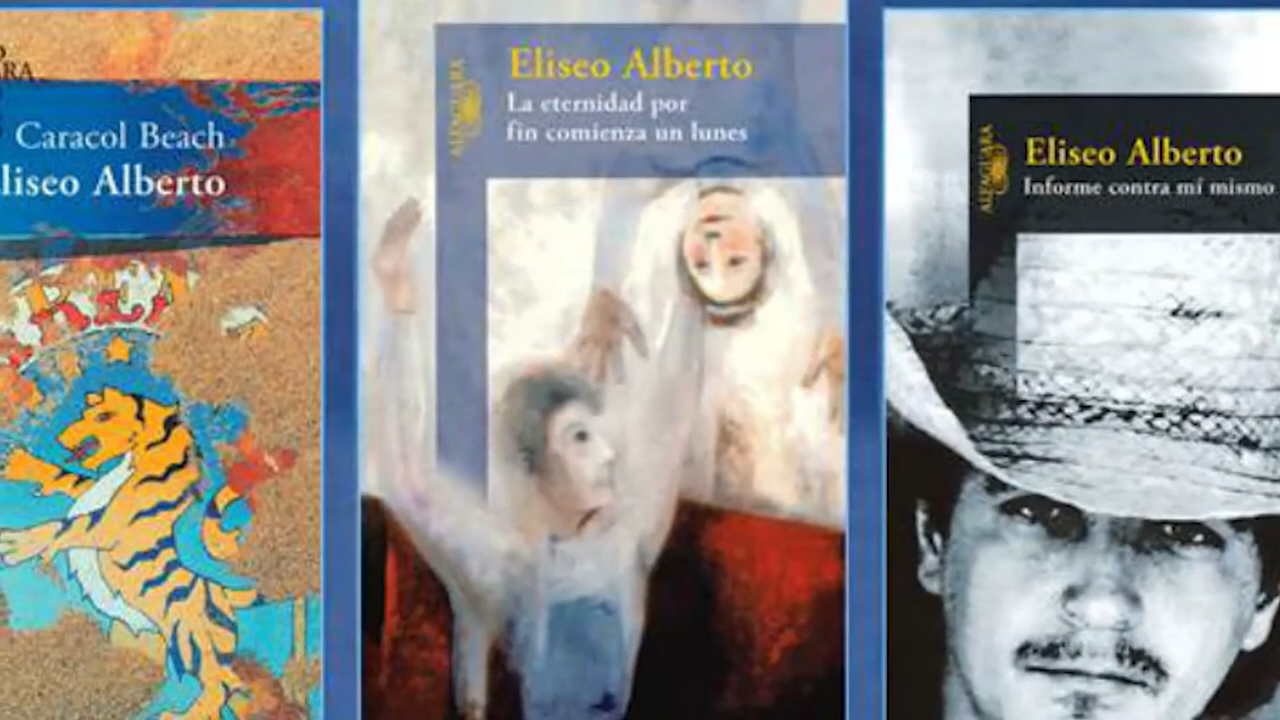 ARA
Caracol Beach
liseo Alberto
ALFAGUARA
Eliseo Alberto
La eternidad por
fin comienza un lunes
ALFAGUARA
Eliseo Alberto
Informe contra mí mismo